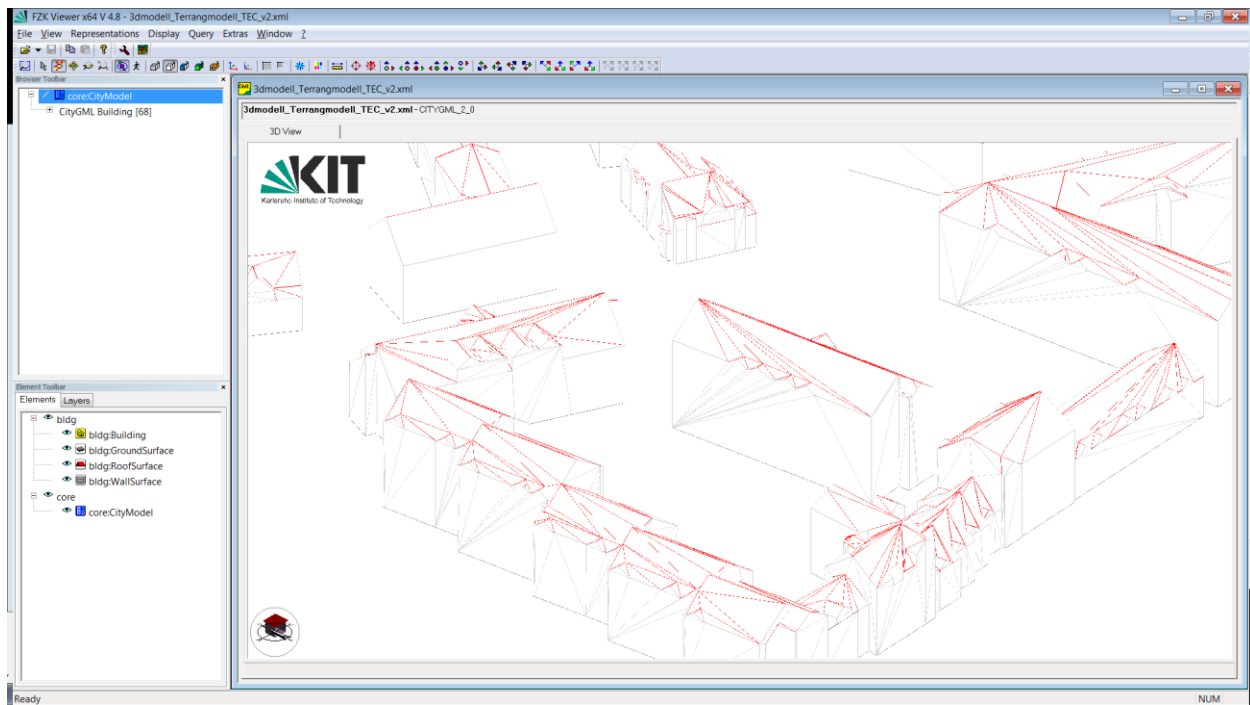 FZK Viewer x64 V 4.8 - 3dmodell_Terrangmodell_TEC_v2.xml
File View Representations Display Query Extras Window ?
Browser Toolbar
core:CityModel
CityGML Building [68]
GML 3dmodell_Terrangmodell_TEC_v2.xml
3dmodell_Terrangmodell_TEC_v2.xml - CITYGML_2_0
3D View
KIT
Karlsruhe Institute of Technology
Element Toolbar
Elements Layers
bldg
bldg:Building
bldg:GroundSurface
bldg:RoofSurface
bldg:WallSurface
core
core:CityModel
Ready NUM